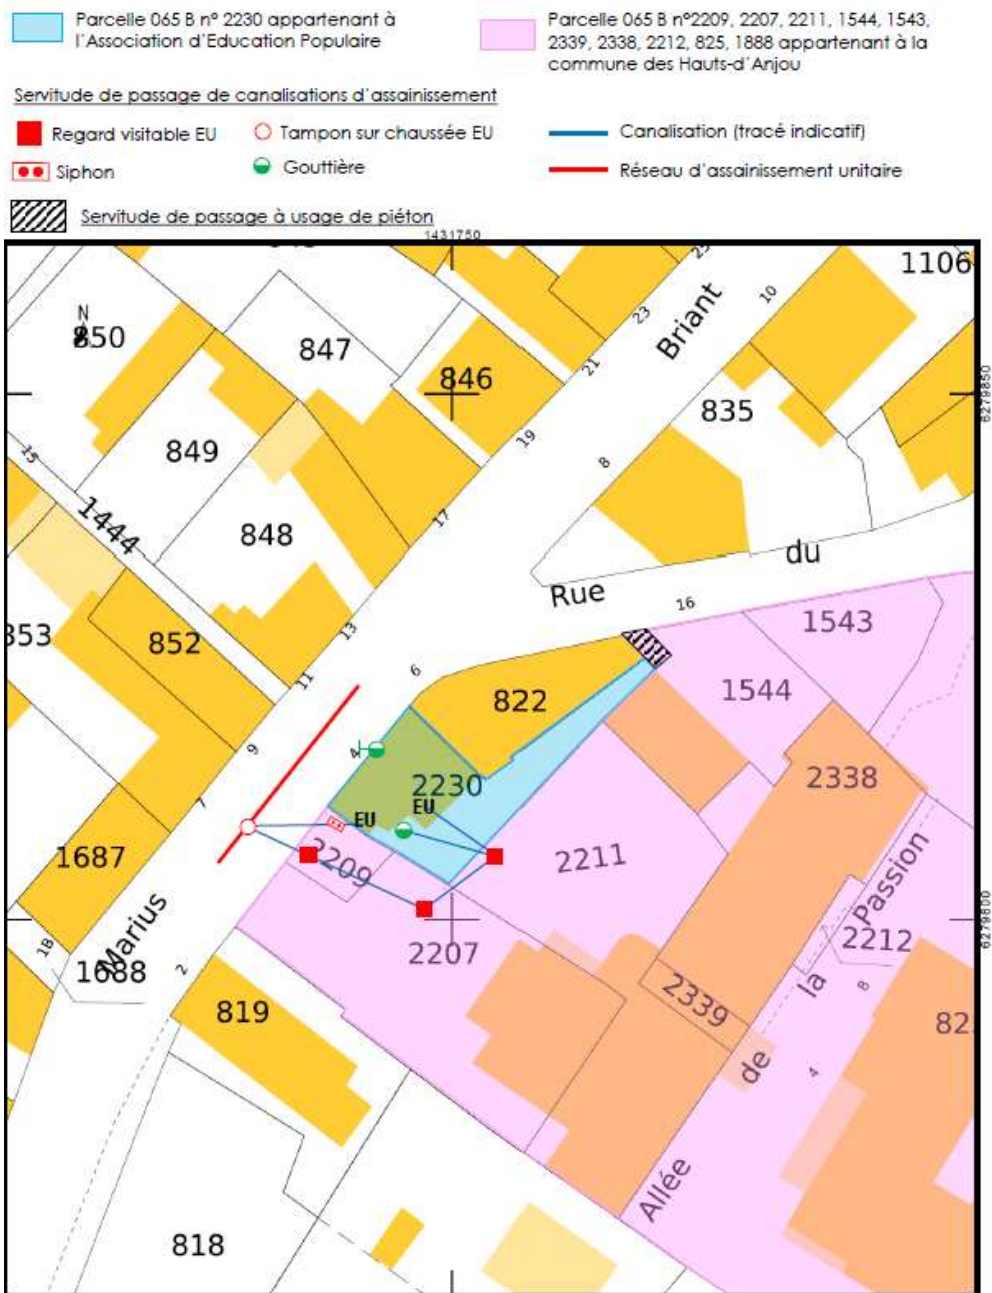 Parcelle 065 B nº 2230 appartenant à
l'Association d'Education Populaire
Parcelle 065 B nº2209, 2207, 2211, 1544, 1543,
2339, 2338, 2212, 825, 1888 appartenant à la
commune des Hauts-d'Anjou
Servitude de passage de canalisations d'assainissement
Regard visitable EU
Tampon sur chaussée EU
Canalisation (tracé indicatif)
Siphon
Gouttière
Réseau d'assainissement unitaire
Servitude de passage à usage de piéton
1431750
25
1106
10
N
850
847
23
Briant
846
21
6279850
835
849
19
15
8
17
1444
848
du
Rue
16
13
853
852
1543
6
11
1544
822
9
4
2338
2230
EU
EU
7
1687
2209
2211
Passion
Marius
6279800
2212
1B
2207
1688
2
la
8
2339
819
82
de
4
Allée
818